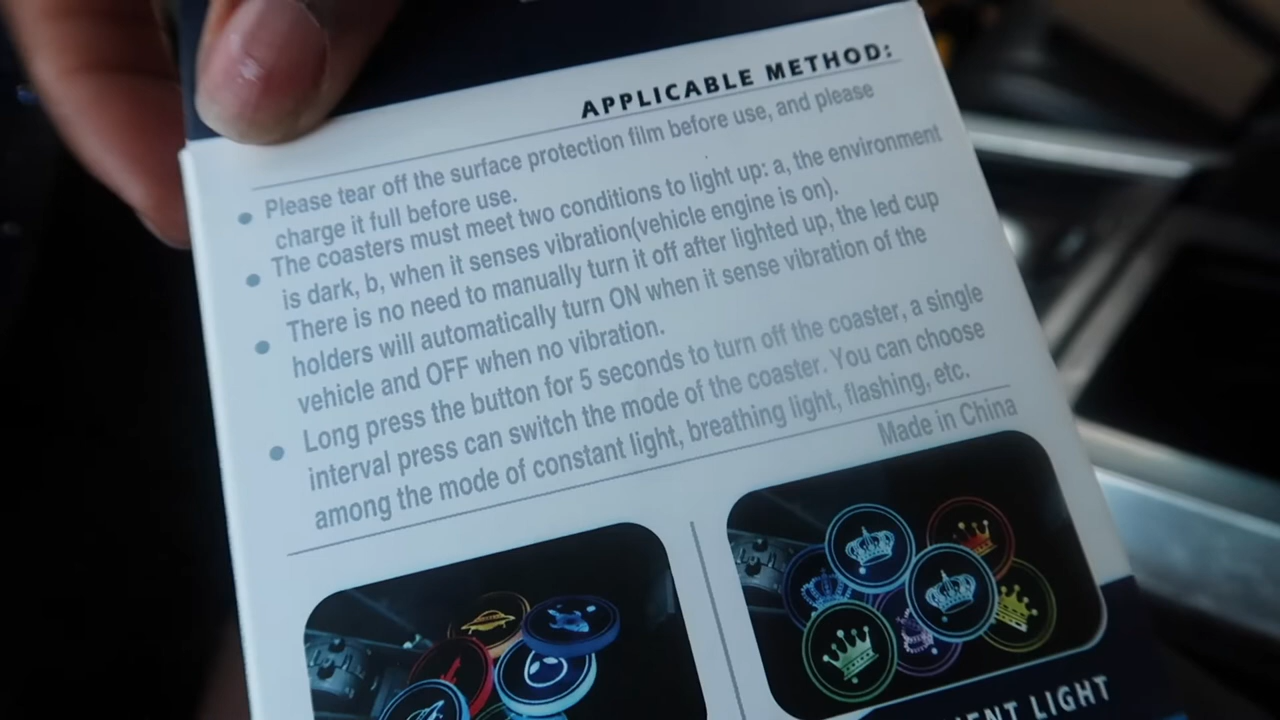 APPLICABLE METHOD:
Please tear off the surface protection film before use, and please
charge it full before use.
The coasters must meet two conditions to light up: a, the environment
is dark, b, when it senses vibration(vehicle engine is on).
There is no need to manually turn it off after lighted up, the led cup
holders will automatically turn ON when it sense vibration of the
vehicle and OFF when no vibration.
Long press the button for 5 seconds to turn off the coaster, a single
interval press can switch the mode of the coaster. You can choose
among the mode of constant light, breathing light, flashing, etc.
Made in China
LIGHT